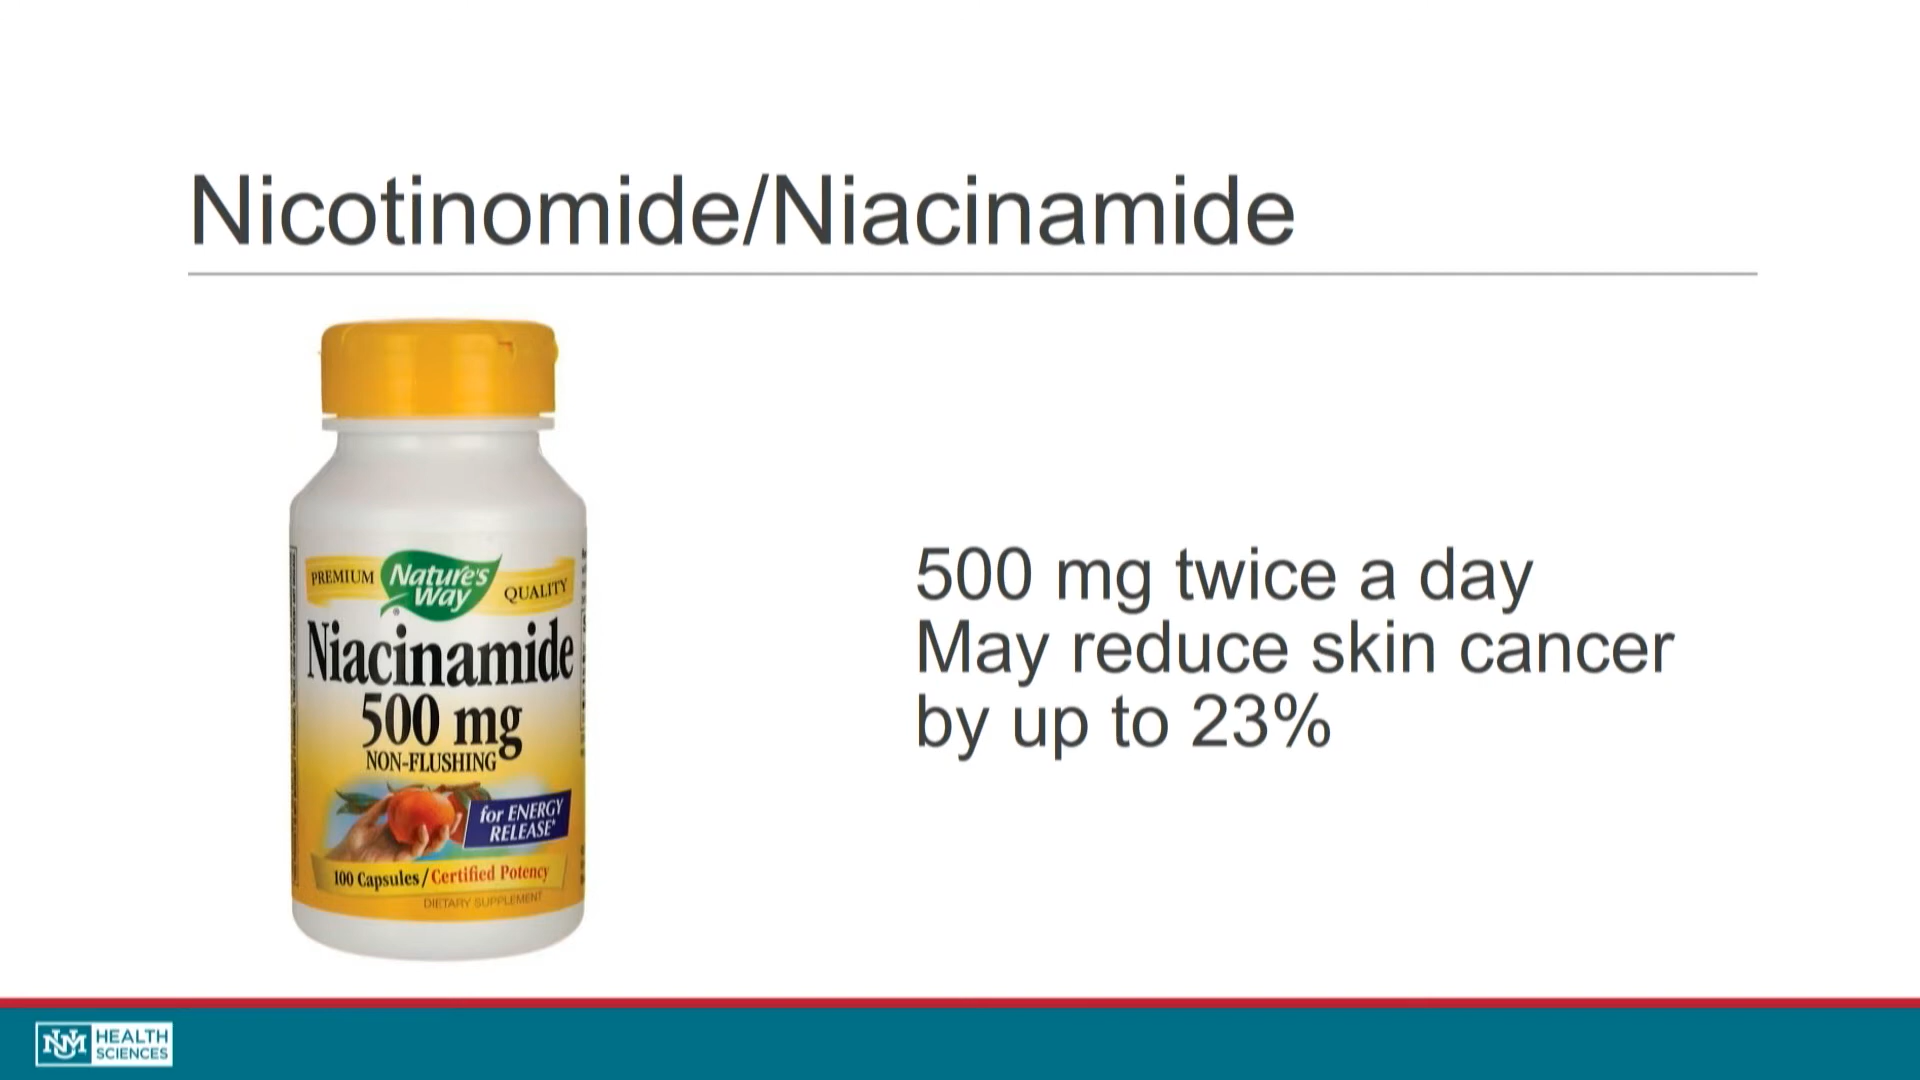 Nicotinomide/Niacinamide
PREMIUM Nature's Way QUALITY
Niacinamide
500 mg
NON-FLUSHING
for ENERGY
RELEASE*
100 Capsules/Certified Potency
DIETARY SUPPLEMENT
500 mg twice a day
May reduce skin cancer
by up to 23%
UNM HEALTH
SCIENCES